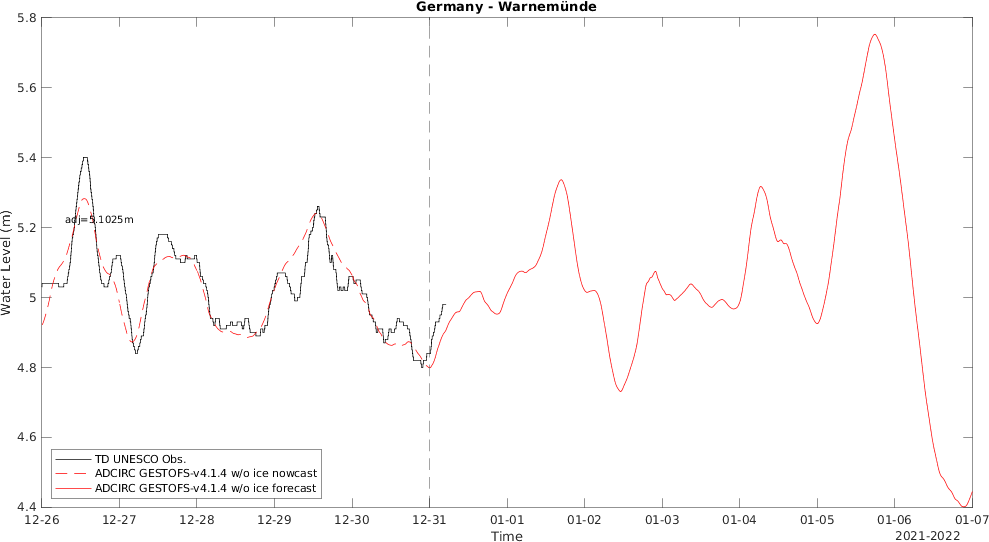 Germany - Warnemünde
5.8
5.6
5.4
5.2
5
4.8
4.6
4.4
Water Level (m)
adj=5.1025m
TD UNESCO Obs.
ADCIRC GESTOFS-v4.1.4 w/o ice nowcast
ADCIRC GESTOFS-v4.1.4 w/o ice forecast
12-26 12-27 12-28 12-29 12-30 12-31 01-01 01-02 01-03 01-04 01-05 01-06 01-07
Time
2021-2022